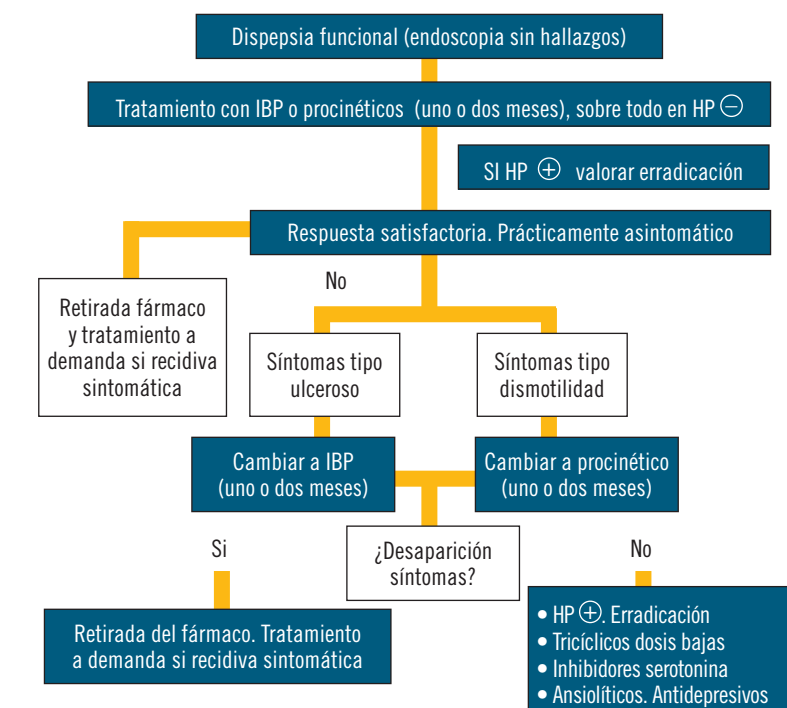 Dispepsia funcional (endoscopia sin hallazgos)
Tratamiento con IBP o procinéticos (uno o dos meses), sobre todo en HP ⊖
SI HP ⊕ valorar erradicación
Respuesta satisfactoria. Prácticamente asintomático
No
Retirada fármaco
y tratamiento a
demanda si recidiva
sintomática
Síntomas tipo
ulceroso
Síntomas tipo
dismotilidad
Cambiar a IBP
(uno o dos meses)
Cambiar a procinético
(uno o dos meses)
¿Desaparición
síntomas?
Si
No
Retirada del fármaco. Tratamiento
a demanda si recidiva sintomática
• HP ⊕. Erradicación
• Tricíclicos dosis bajas
• Inhibidores serotonina
• Ansiolíticos. Antidepresivos